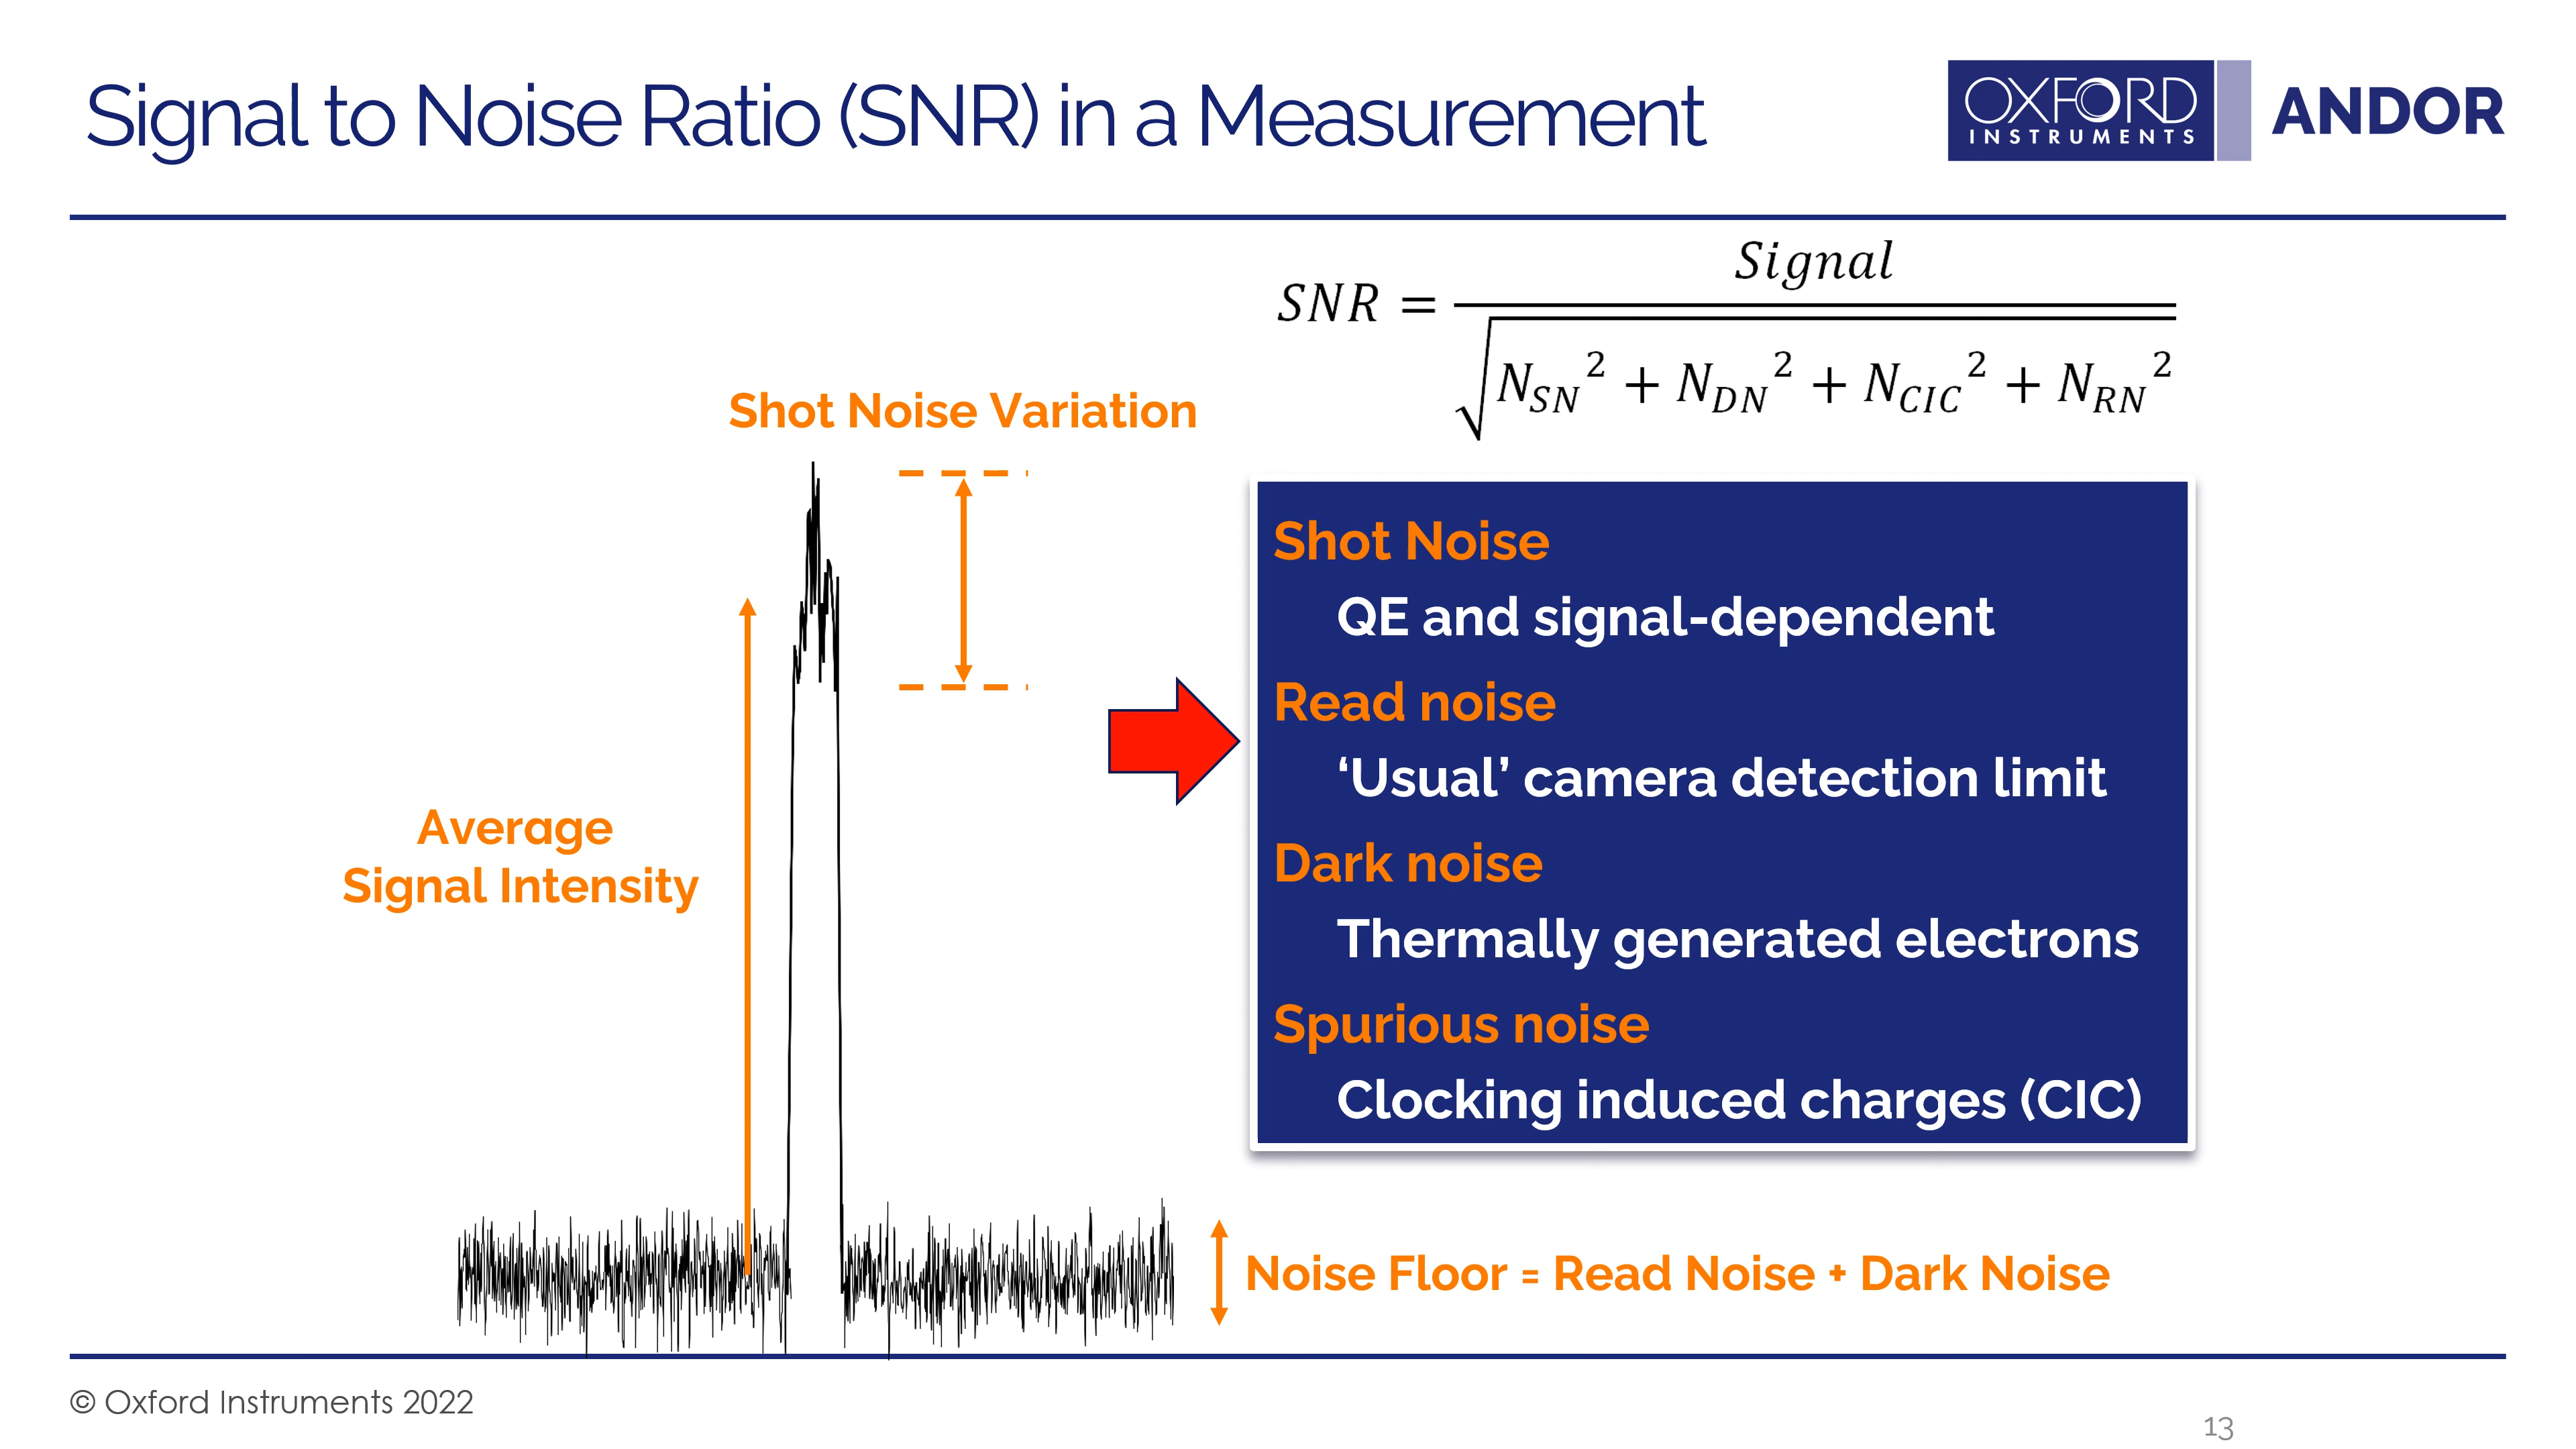 Signal to Noise Ratio (SNR) in a Measurement
OXFORD
INSTRUMENTS
ANDOR
SNR = Signal / √(N_SN² + N_DN² + N_CIC² + N_RN²)
Shot Noise Variation
Average
Signal Intensity
Shot Noise
QE and signal-dependent
Read noise
‘Usual’ camera detection limit
Dark noise
Thermally generated electrons
Spurious noise
Clocking induced charges (CIC)
Noise Floor = Read Noise + Dark Noise
© Oxford Instruments 2022
13